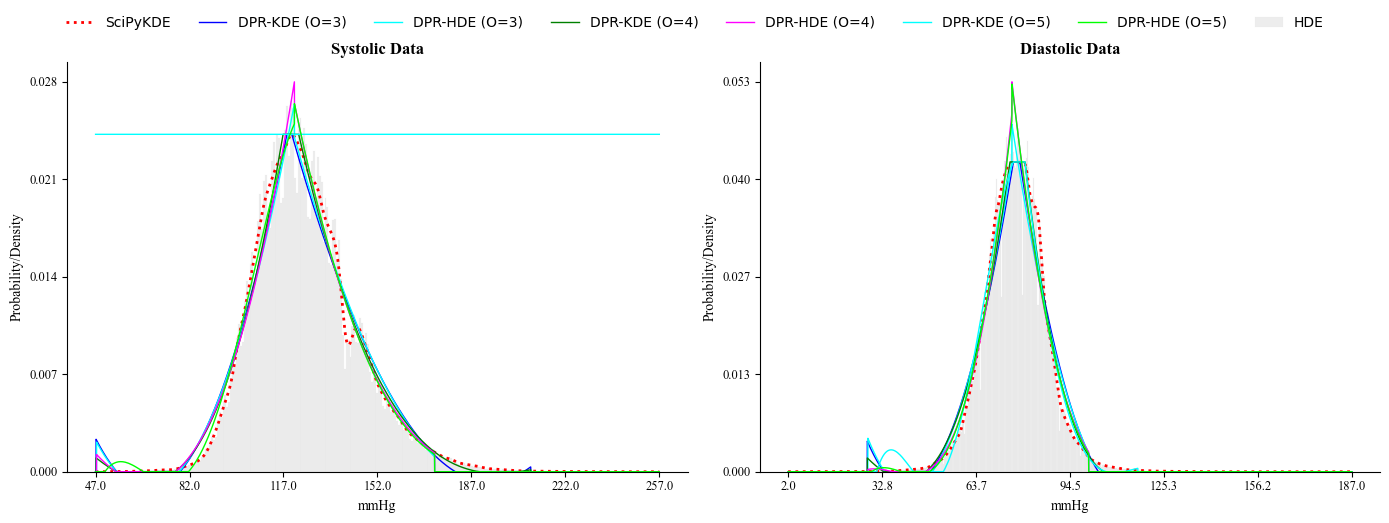 SciPyKDE DPR-KDE (O=3) DPR-HDE (O=3) DPR-KDE (O=4) DPR-HDE (O=4) DPR-KDE (O=5) DPR-HDE (O=5) HDE
Systolic Data
0.028
0.021
0.014
0.007
0.000
Probability/Density
47.0 82.0 117.0 152.0 187.0 222.0 257.0
mmHg
Diastolic Data
0.053
0.040
0.027
0.013
0.000
Probability/Density
2.0 32.8 63.7 94.5 125.3 156.2 187.0
mmHg